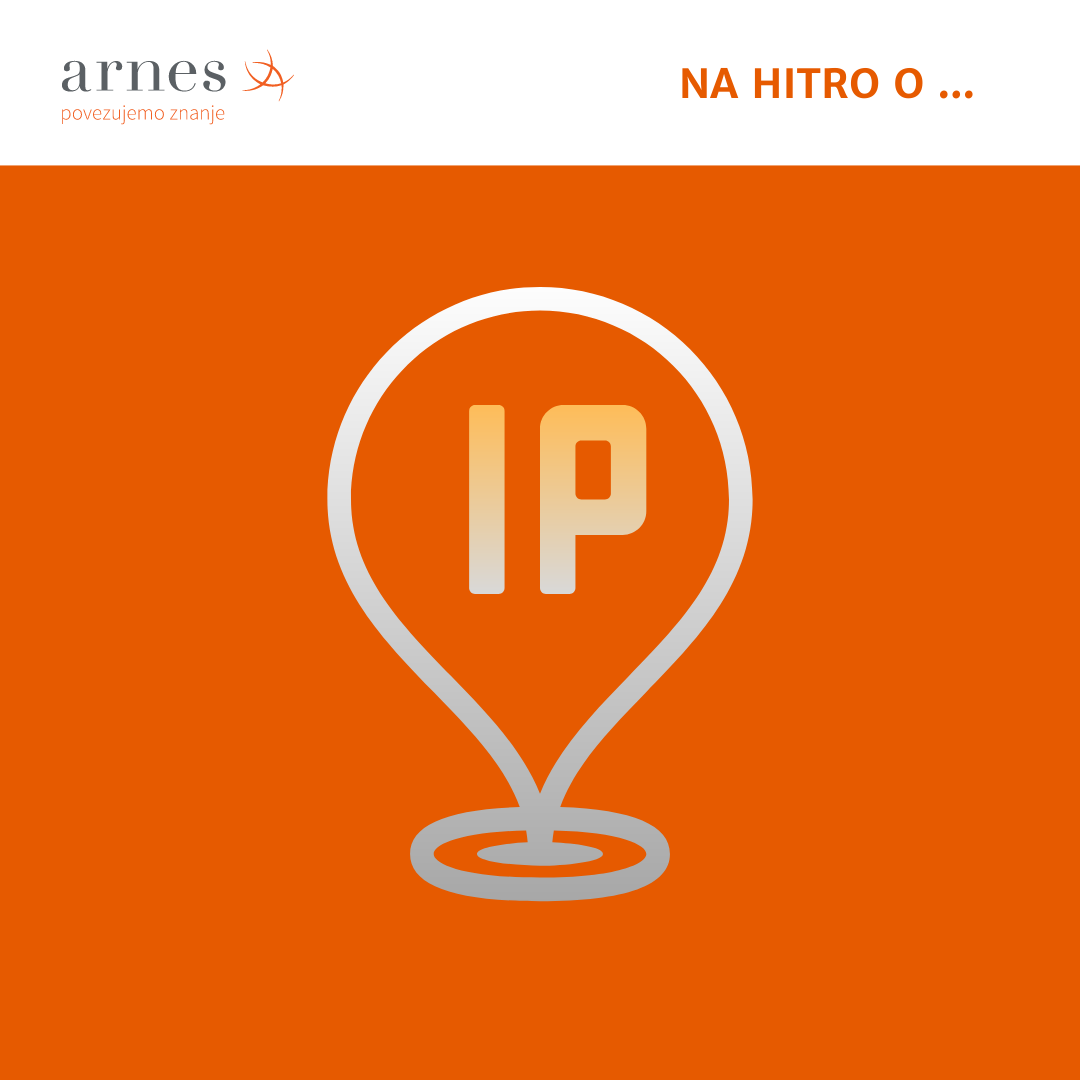 arnes
povezujemo znanje
NA HITRO O ...
IP